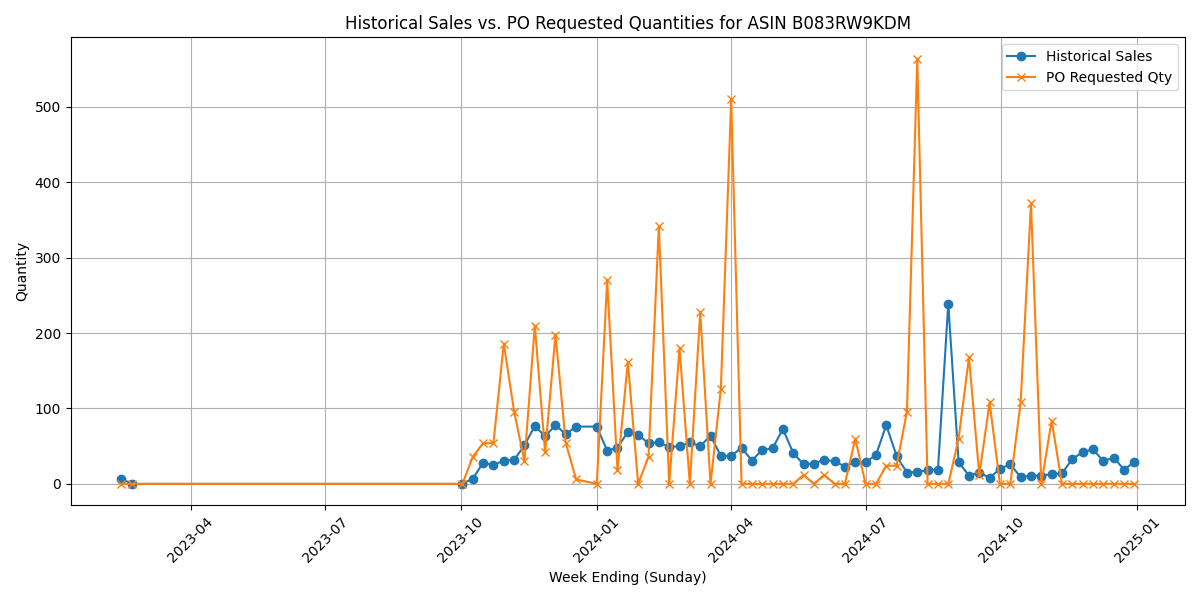 Historical Sales vs. PO Requested Quantities for ASIN B083RW9KDM
Historical Sales
PO Requested Qty
Quantity
500
400
300
200
100
0
2023-04
2023-07
2023-10
2024-01
2024-04
2024-07
2024-10
2025-01
Week Ending (Sunday)